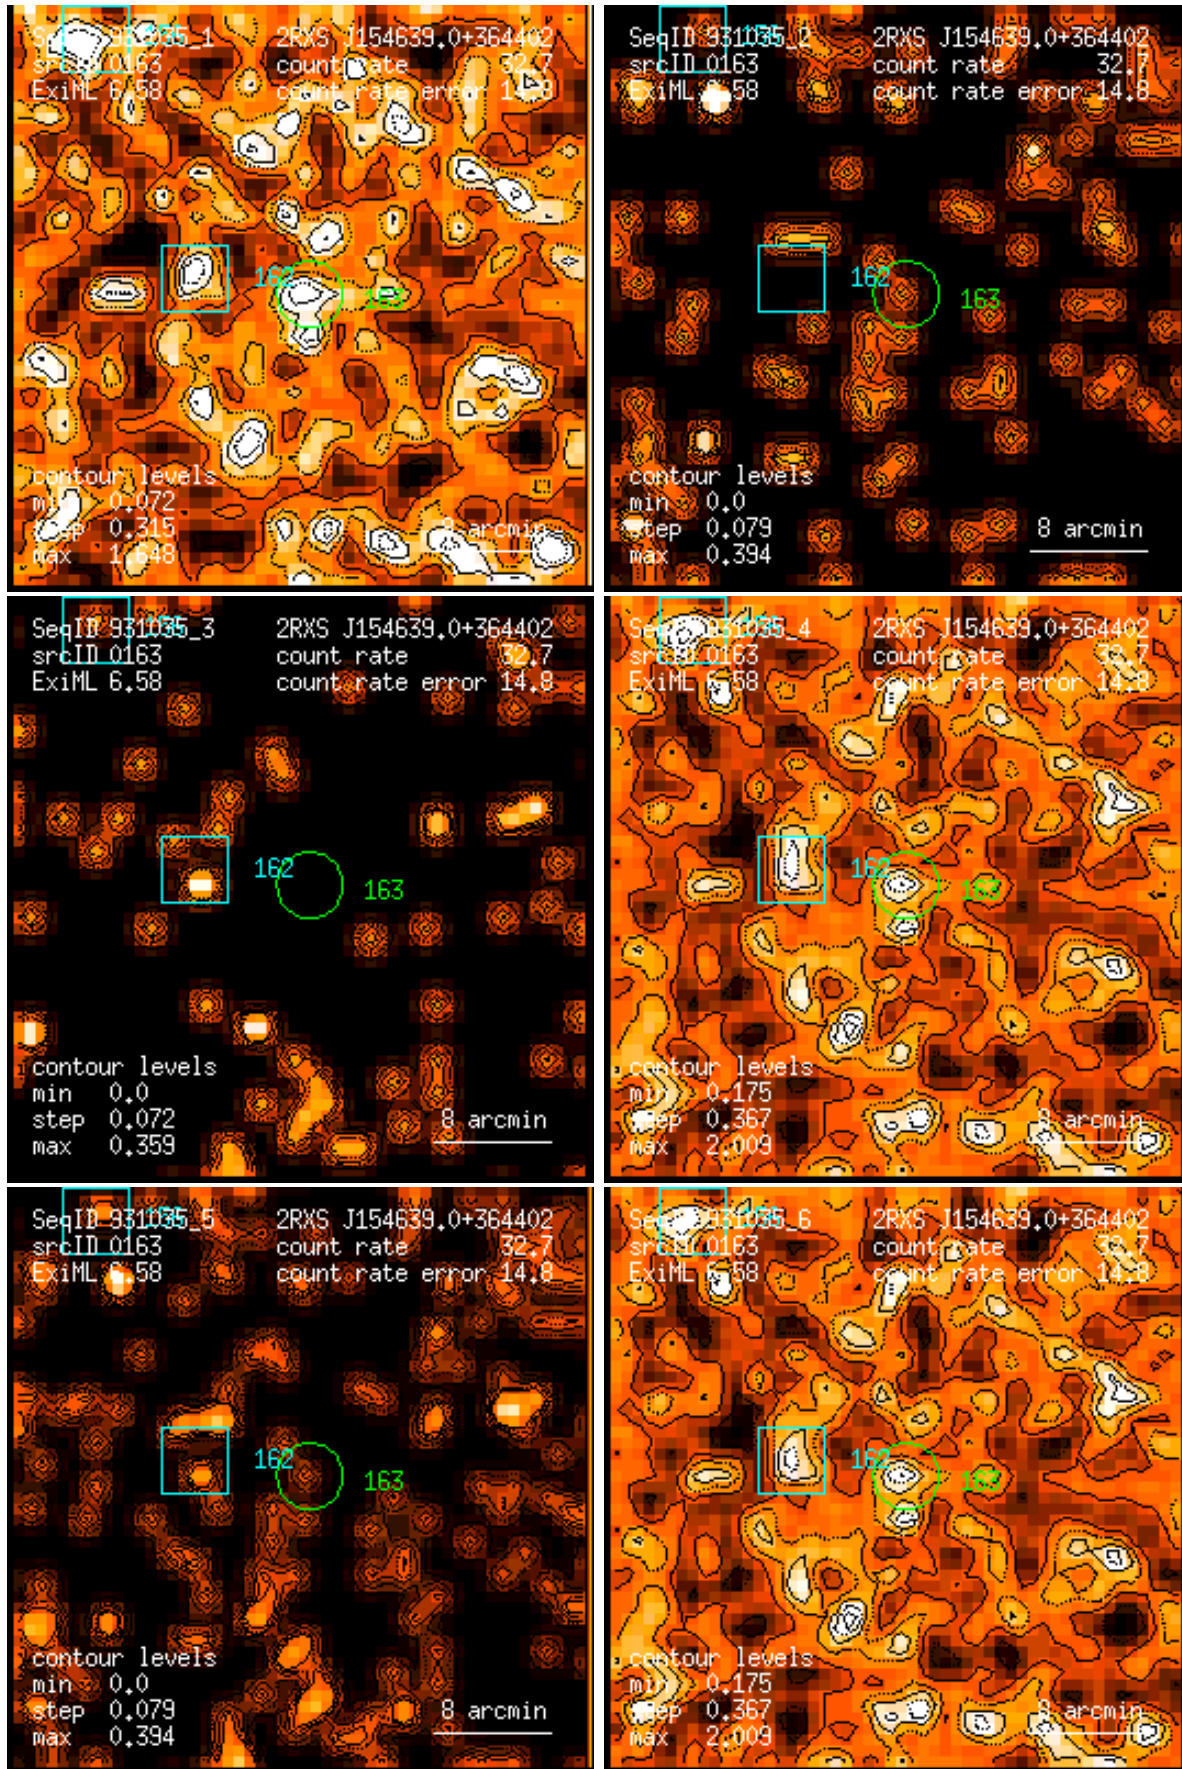 SeqID 931035_1 2RXS J154639.0+364402
srcID 0163 count rate 32.7
ExiML 6.58 count rate error 14.8
162
163
contour levels
min 0.072
step 0.315
max 1.648
8 arcmin
SeqID 931035_2 2RXS J154639.0+364402
srcID 0163 count rate 32.7
ExiML 6.58 count rate error 14.8
162
163
contour levels
min 0.0
step 0.079
max 0.394
8 arcmin
SeqID 931035_3 2RXS J154639.0+364402
srcID 0163 count rate 32.7
ExiML 6.58 count rate error 14.8
162
163
contour levels
min 0.0
step 0.072
max 0.359
8 arcmin
SeqID 931035_4 2RXS J154639.0+364402
srcID 0163 count rate 32.7
ExiML 6.58 count rate error 14.8
162
163
contour levels
min 0.175
step 0.367
max 2.009
8 arcmin
SeqID 931035_5 2RXS J154639.0+364402
srcID 0163 count rate 32.7
ExiML 6.58 count rate error 14.8
162
163
contour levels
min 0.0
step 0.079
max 0.394
8 arcmin
SeqID 931035_6 2RXS J154639.0+364402
srcID 0163 count rate 32.7
ExiML 6.58 count rate error 14.8
162
163
contour levels
min 0.175
step 0.367
max 2.009
8 arcmin